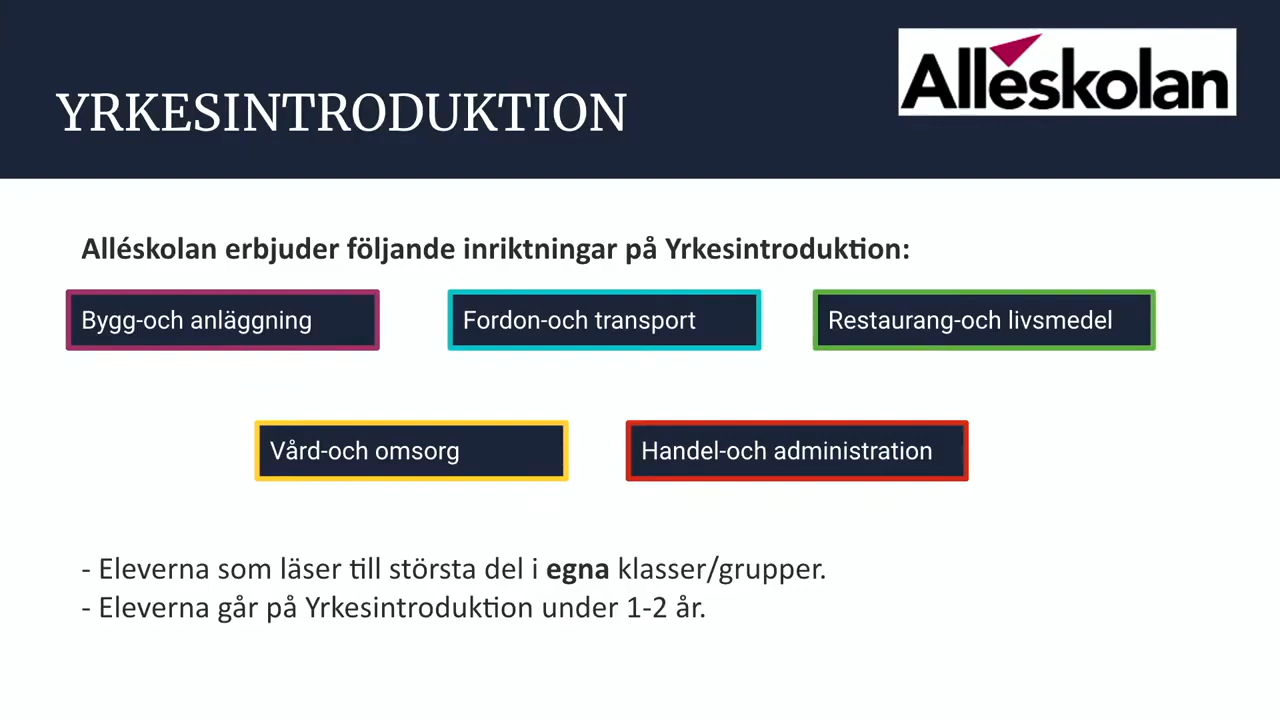 Alléskolan
YRKESINTRODUKTION
Alléskolan erbjuder följande inriktningar på Yrkesintroduktion:
Bygg-och anläggning
Fordon-och transport
Restaurang-och livsmedel
Vård-och omsorg
Handel-och administration
- Eleverna som läser till största del i egna klasser/grupper.
- Eleverna går på Yrkesintroduktion under 1-2 år.